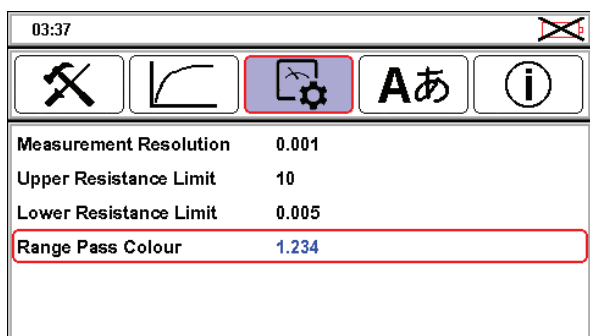 03:37
Aあ
i
Measurement Resolution 0.001
Upper Resistance Limit 10
Lower Resistance Limit 0.005
Range Pass Colour 1.234